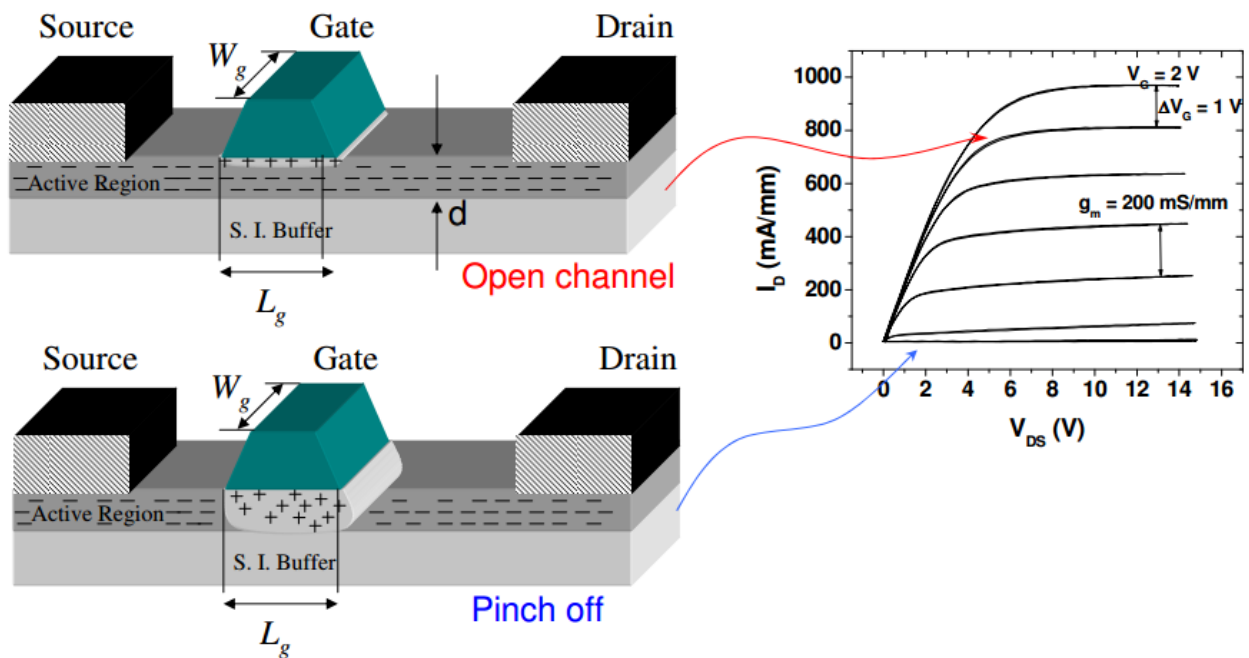 Source
Gate
Drain
W_g
Active Region
+ + + + + +
d
S. I. Buffer
L_g
Open channel
Source
Gate
Drain
W_g
Active Region
+ + + + + + + + + + + + +
S. I. Buffer
L_g
Pinch off
V_G = 2 V
ΔV_G = 1 V
g_m = 200 mS/mm
I_D (mA/mm)
1000
800
600
400
200
0
0 2 4 6 8 10 12 14 16
V_DS (V)